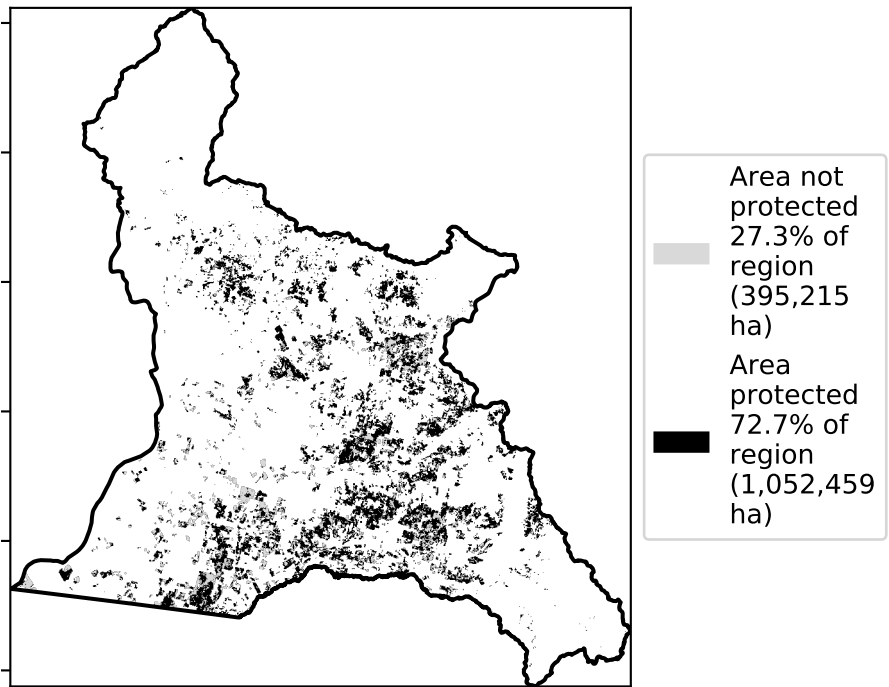 Area not
protected
27.3% of
region
(395,215
ha)
Area
protected
72.7% of
region
(1,052,459
ha)